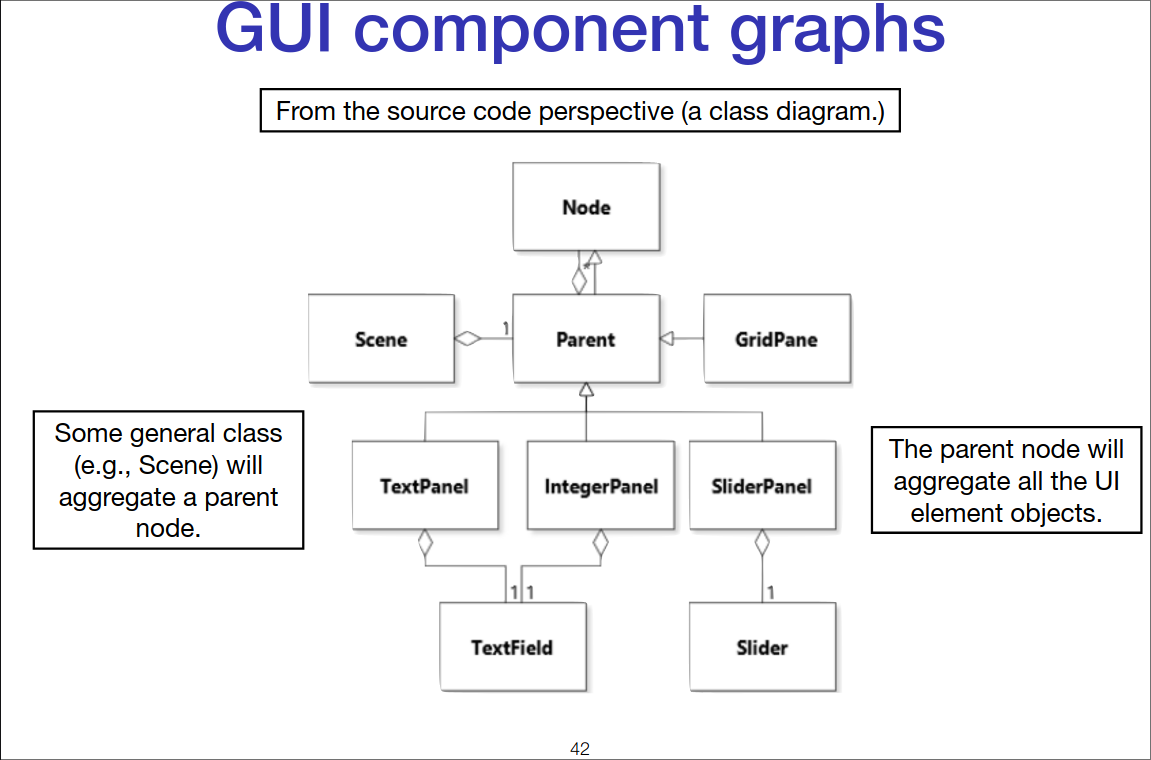 GUI component graphs
From the source code perspective (a class diagram.)
Node
*
Scene
1
Parent
GridPane
Some general class
(e.g., Scene) will
aggregate a parent
node.
TextPanel
IntegerPanel
SliderPanel
The parent node will
aggregate all the UI
element objects.
1
1
1
TextField
Slider
42